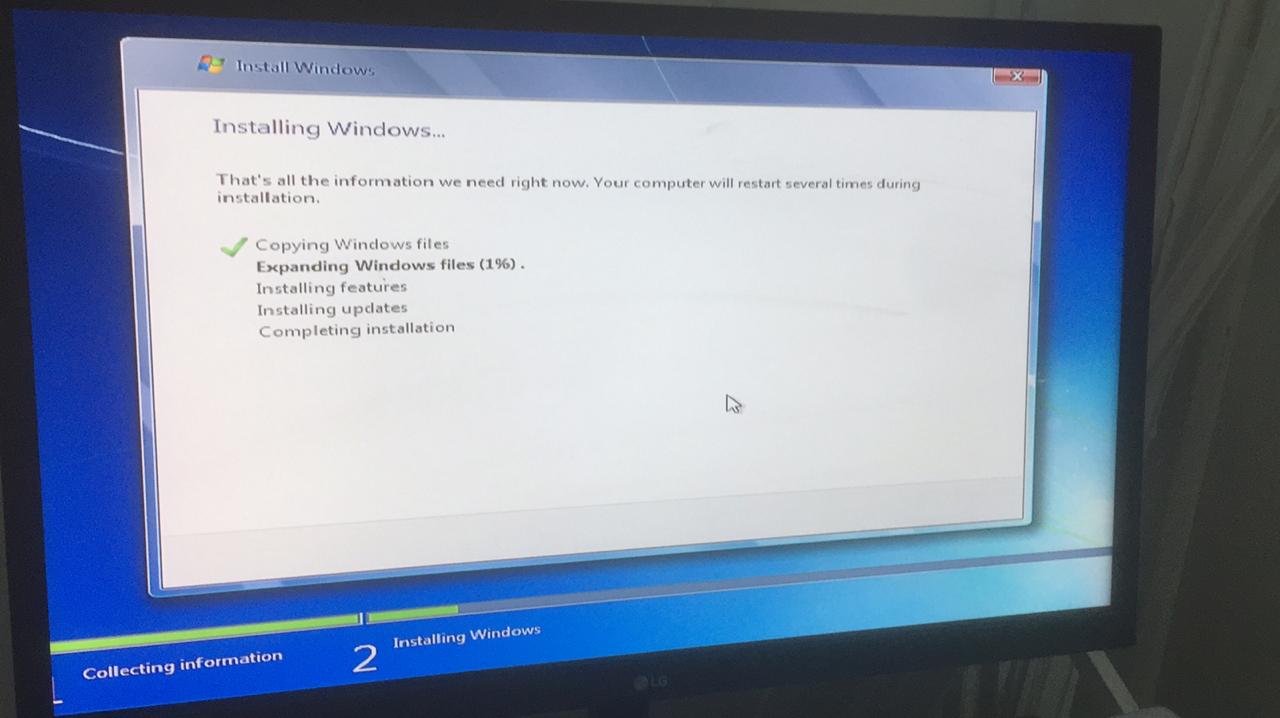 Install Windows
Installing Windows...
That's all the information we need right now. Your computer will restart several times during
installation.
Copying Windows files
Expanding Windows files (1%) .
Installing features
Installing updates
Completing installation
Collecting information
2 Installing Windows
LG